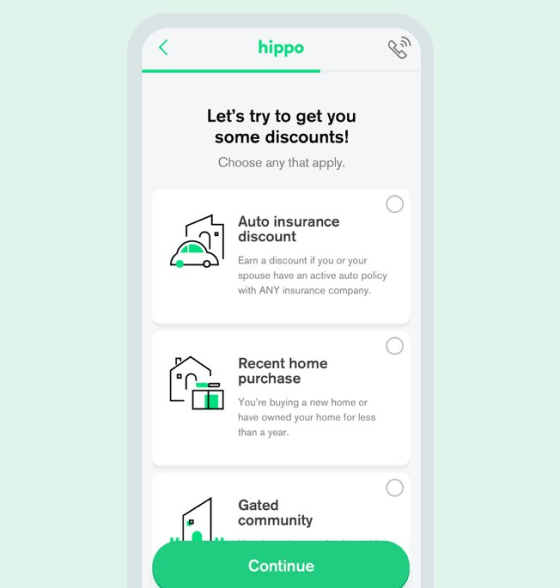 hippo
Let's try to get you
some discounts!
Choose any that apply.
Auto insurance
discount
Earn a discount if you or your
spouse have an active auto policy
with ANY insurance company.
Recent home
purchase
You're buying a new home or
have owned your home for less
than a year.
Gated
community
Continue